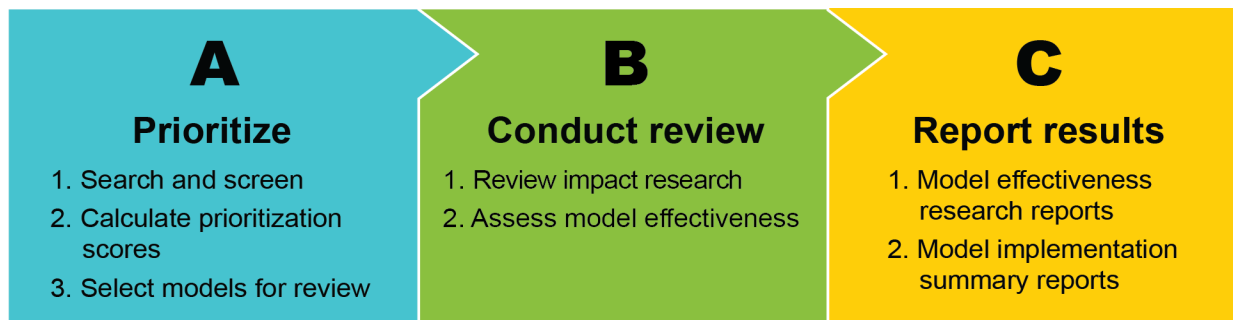 A
Prioritize
1. Search and screen
2. Calculate prioritization
scores
3. Select models for review
B
Conduct review
1. Review impact research
2. Assess model effectiveness
C
Report results
1. Model effectiveness
research reports
2. Model implementation
summary reports